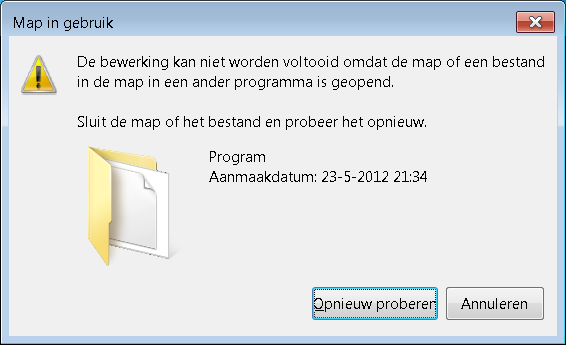 Map in gebruik
De bewerking kan niet worden voltooid omdat de map of een bestand
in de map in een ander programma is geopend.
Sluit de map of het bestand en probeer het opnieuw.
Program
Aanmaakdatum: 23-5-2012 21:34
Opnieuw proberen
Annuleren